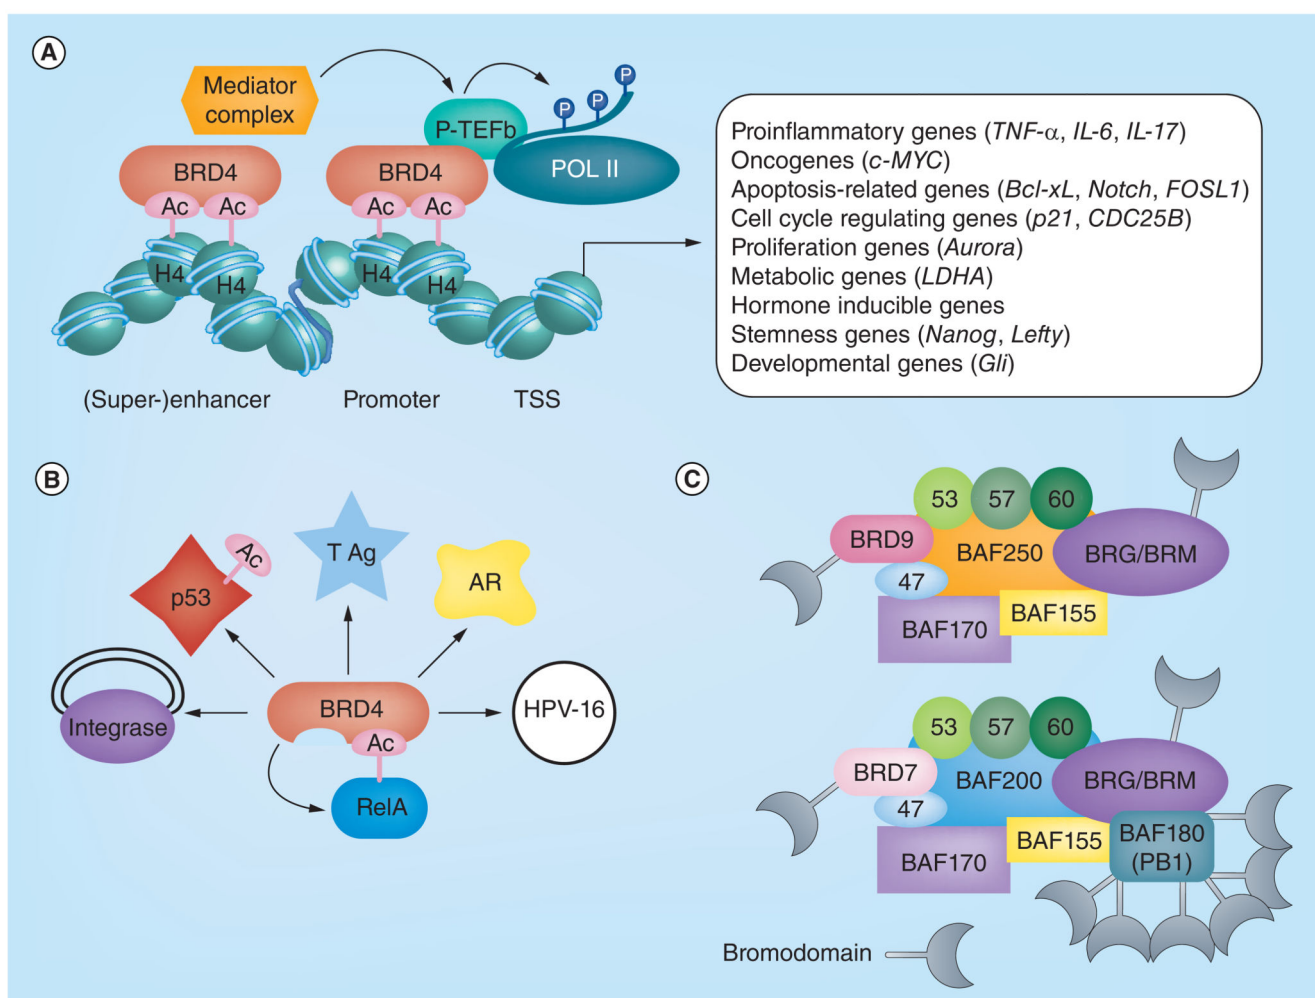 A
Mediator
complex
P-TEFb
P
P
P
POL II
BRD4
BRD4
Ac
Ac
Ac
Ac
H4
H4
H4
H4
(Super-)enhancer
Promoter
TSS
Proinflammatory genes (TNF-α, IL-6, IL-17)
Oncogenes (c-MYC)
Apoptosis-related genes (Bcl-xL, Notch, FOSL1)
Cell cycle regulating genes (p21, CDC25B)
Proliferation genes (Aurora)
Metabolic genes (LDHA)
Hormone inducible genes
Stemness genes (Nanog, Lefty)
Developmental genes (Gli)
B
p53
Ac
T Ag
AR
Integrase
BRD4
Ac
HPV-16
RelA
C
53
57
60
BRD9
BAF250
BRG/BRM
47
BAF170
BAF155
53
57
60
BRD7
BAF200
BRG/BRM
47
BAF170
BAF155
BAF180
(PB1)
Bromodomain